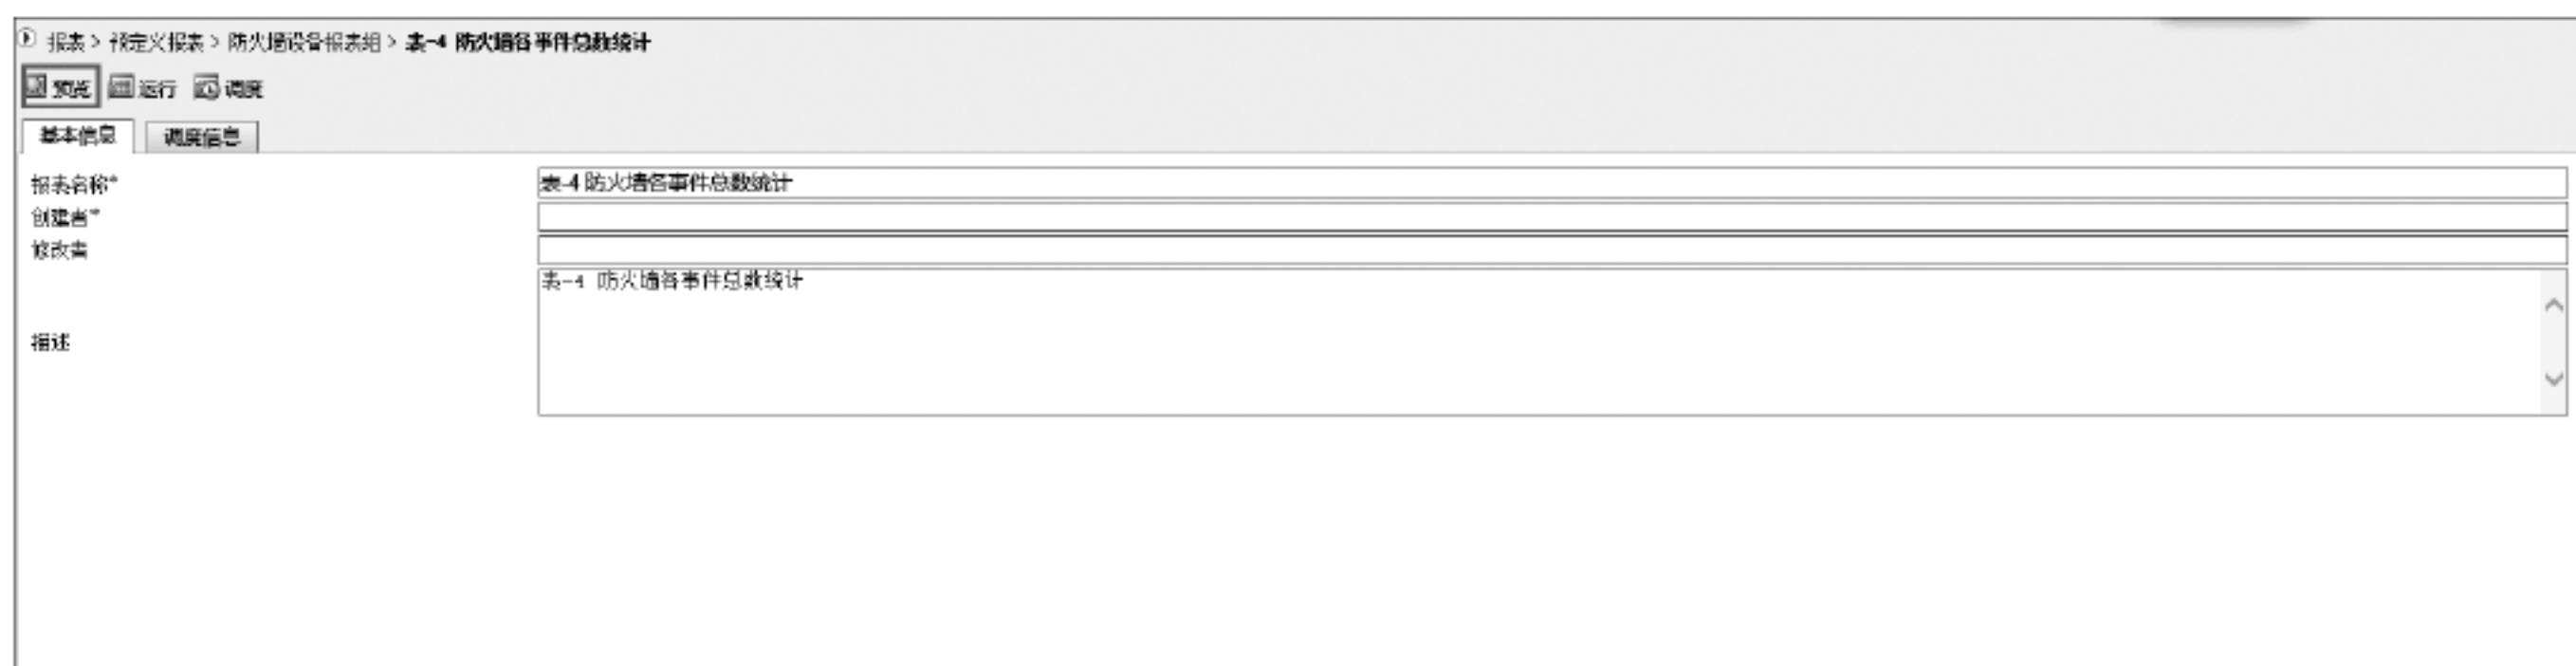 报表 > 预定义报表 > 防火墙设备报表组 > 表-4 防火墙各事件总数统计
预览 运行 调度
基本信息 调度信息
报表名称* 表-4 防火墙各事件总数统计
创建者*
修改者
表-4 防火墙各事件总数统计
描述